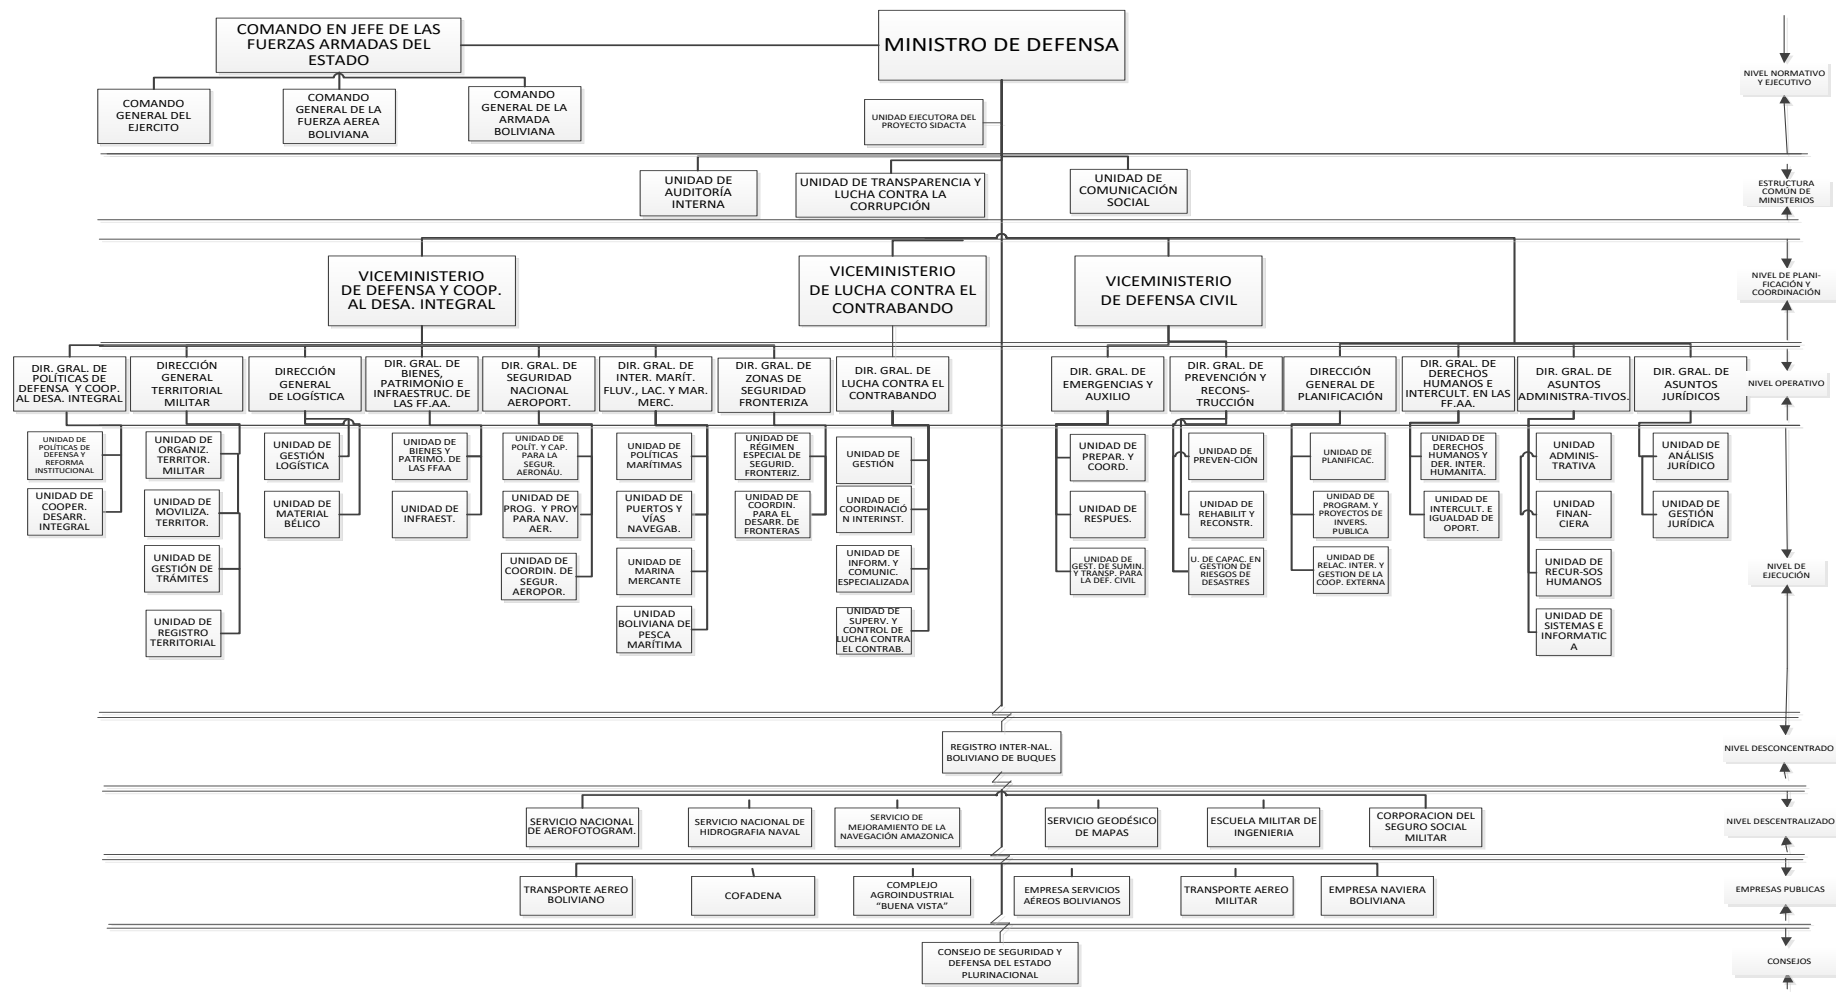 COMANDO EN JEFE DE LAS
FUERZAS ARMADAS DEL
ESTADO
MINISTRO DE DEFENSA
NIVEL NORMATIVO
Y EJECUTIVO
COMANDO
GENERAL DEL
EJERCITO
COMANDO
GENERAL DE LA
FUERZA AEREA
BOLIVIANA
COMANDO
GENERAL DE LA
ARMADA
BOLIVIANA
UNIDAD EJECUTORA DEL
PROYECTO SIDACTA
UNIDAD DE
AUDITORÍA
INTERNA
UNIDAD DE TRANSPARENCIA Y
LUCHA CONTRA LA
CORRUPCIÓN
UNIDAD DE
COMUNICACIÓN
SOCIAL
ESTRUCTURA
COMÚN DE
MINISTERIOS
VICEMINISTERIO
DE DEFENSA Y COOP.
AL DESA. INTEGRAL
VICEMINISTERIO
DE LUCHA CONTRA EL
CONTRABANDO
VICEMINISTERIO
DE DEFENSA CIVIL
NIVEL DE PLANI-
FICACIÓN Y
COORDINACIÓN
DIR. GRAL. DE
POLÍTICAS DE
DEFENSA Y COOP.
AL DESA. INTEGRAL
DIRECCIÓN
GENERAL
TERRITORIAL
MILITAR
DIRECCIÓN
GENERAL
DE LOGÍSTICA
DIR. GRAL. DE
BIENES,
PATRIMONIO E
INFRAESTRUC. DE
LAS FF.AA.
DIR. GRAL. DE
SEGURIDAD
NACIONAL
AEROPORT.
DIR. GRAL. DE
INTER. MARÍT.
FLUV., LAC. Y MAR.
MERC.
DIR. GRAL. DE
ZONAS DE
SEGURIDAD
FRONTERIZA
DIR. GRAL. DE
LUCHA CONTRA EL
CONTRABANDO
DIR. GRAL. DE
EMERGENCIAS Y
AUXILIO
DIR. GRAL. DE
PREVENCIÓN Y
RECONS-
TRUCCIÓN
DIRECCIÓN
GENERAL DE
PLANIFICACIÓN
DIR. GRAL. DE
DERECHOS
HUMANOS E
INTERCULT. EN LAS
FF.AA.
DIR. GRAL. DE
ASUNTOS
ADMINISTRA-TIVOS.
DIR. GRAL. DE
ASUNTOS
JURÍDICOS
NIVEL OPERATIVO
UNIDAD DE
POLÍTICAS DE
DEFENSA Y
REFORMA
INSTITUCIONAL
UNIDAD DE
COOPER.
DESARR.
INTEGRAL
UNIDAD DE
ORGANIZ.
TERRITOR.
MILITAR
UNIDAD DE
MOVILIZA.
TERRITOR.
UNIDAD DE
GESTIÓN DE
TRÁMITES
UNIDAD DE
REGISTRO
TERRITORIAL
UNIDAD DE
GESTIÓN
LOGÍSTICA
UNIDAD DE
MATERIAL
BÉLICO
UNIDAD DE
BIENES Y
PATRIMO. DE
LAS FFAA
UNIDAD DE
INFRAEST.
UNIDAD DE
POLÍT. Y CAP.
PARA LA
SEGUR.
AERONÁU.
UNIDAD DE
PROG. Y PROY
PARA NAV.
AER.
UNIDAD DE
COORDIN. DE
SEGUR.
AEROPOR.
UNIDAD DE
POLÍTICAS
MARÍTIMAS
UNIDAD DE
PUERTOS Y
VÍAS
NAVEGAB.
UNIDAD DE
MARINA
MERCANTE
UNIDAD
BOLIVIANA DE
PESCA
MARÍTIMA
UNIDAD DE
RÉGIMEN
ESPECIAL DE
SEGURID.
FRONTERIZ.
UNIDAD DE
COORDIN.
PARA EL
DESARR. DE
FRONTERAS
UNIDAD DE
GESTIÓN
UNIDAD DE
COORDINACIÓ
N INTERINST.
UNIDAD DE
INFORM. Y
COMUNIC.
ESPECIALIZADA
UNIDAD DE
SUPERV. Y
CONTROL DE
LUCHA CONTRA
EL CONTRAB.
UNIDAD DE
PREPAR. Y
COORD.
UNIDAD DE
RESPUES.
UNIDAD DE
GEST. DE SUMIN.
Y TRANSP. PARA
LA DEF. CIVIL
UNIDAD DE
PREVEN-CIÓN
UNIDAD DE
REHABILIT Y
RECONSTR.
U. DE CAPAC. EN
GESTION DE
RIESGOS DE
DESASTRES
UNIDAD DE
PLANIFICAC.
UNIDAD DE
PROGRAM. Y
PROYECTOS DE
INVERS.
PUBLICA
UNIDAD DE
RELAC. INTER. Y
GESTION DE LA
COOP. EXTERNA
UNIDAD DE
DERECHOS
HUMANOS Y
DER. INTER.
HUMANITA.
UNIDAD DE
INTERCULT. E
IGUALDAD DE
OPORT.
UNIDAD
ADMINIS-
TRATIVA
UNIDAD
FINAN-
CIERA
UNIDAD DE
RECUR-SOS
HUMANOS
UNIDAD DE
SISTEMAS E
INFORMATIC
A
UNIDAD DE
ANÁLISIS
JURÍDICO
UNIDAD DE
GESTIÓN
JURÍDICA
NIVEL DE
EJECUCIÓN
REGISTRO INTER-NAL.
BOLIVIANO DE BUQUES
NIVEL DESCONCENTRADO
SERVICIO NACIONAL
DE AEROFOTOGRAM.
SERVICIO NACIONAL DE
HIDROGRAFIA NAVAL
SERVICIO DE
MEJORAMIENTO DE LA
NAVEGACIÓN AMAZONICA
SERVICIO GEODÉSICO
DE MAPAS
ESCUELA MILITAR DE
INGENIERIA
CORPORACION DEL
SEGURO SOCIAL
MILITAR
NIVEL DESCENTRALIZADO
TRANSPORTE AEREO
BOLIVIANO
COFADENA
COMPLEJO
AGROINDUSTRIAL
“BUENA VISTA”
EMPRESA SERVICIOS
AÉREOS BOLIVIANOS
TRANSPORTE AEREO
MILITAR
EMPRESA NAVIERA
BOLIVIANA
EMPRESAS PUBLICAS
CONSEJO DE SEGURIDAD Y
DEFENSA DEL ESTADO
PLURINACIONAL
CONSEJOS